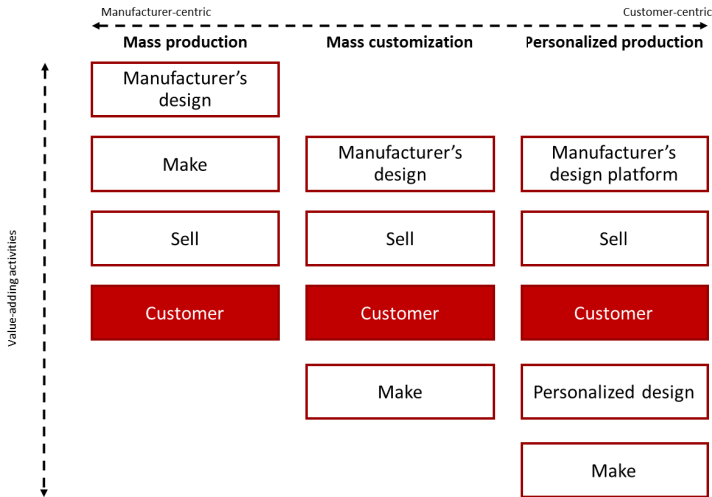 Manufacturer-centric
Customer-centric
Mass production
Mass customization
Personalized production
Manufacturer’s
design
Make
Manufacturer’s
design
Manufacturer’s
design platform
Sell
Sell
Sell
Customer
Customer
Customer
Make
Personalized design
Make
Value-adding activities